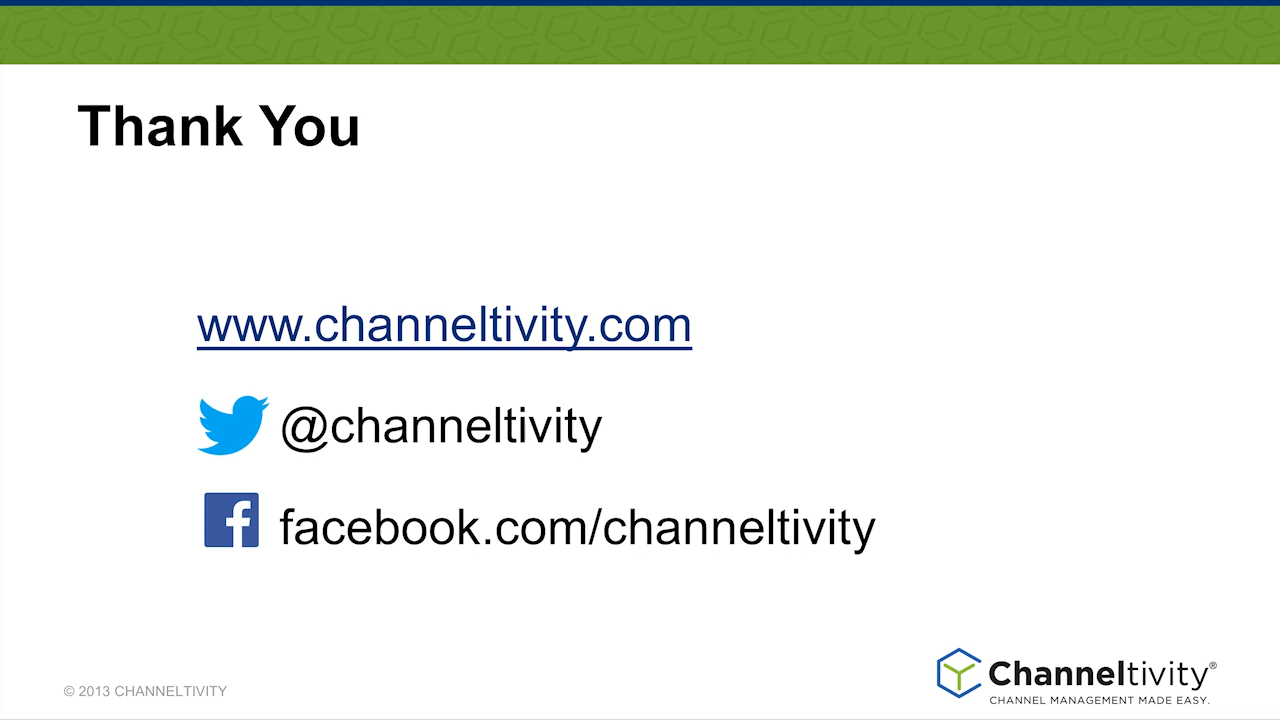 Thank You
www.channeltivity.com
@channeltivity
facebook.com/channeltivity
© 2013 CHANNELTIVITY
Channeltivity®
CHANNEL MANAGEMENT MADE EASY.